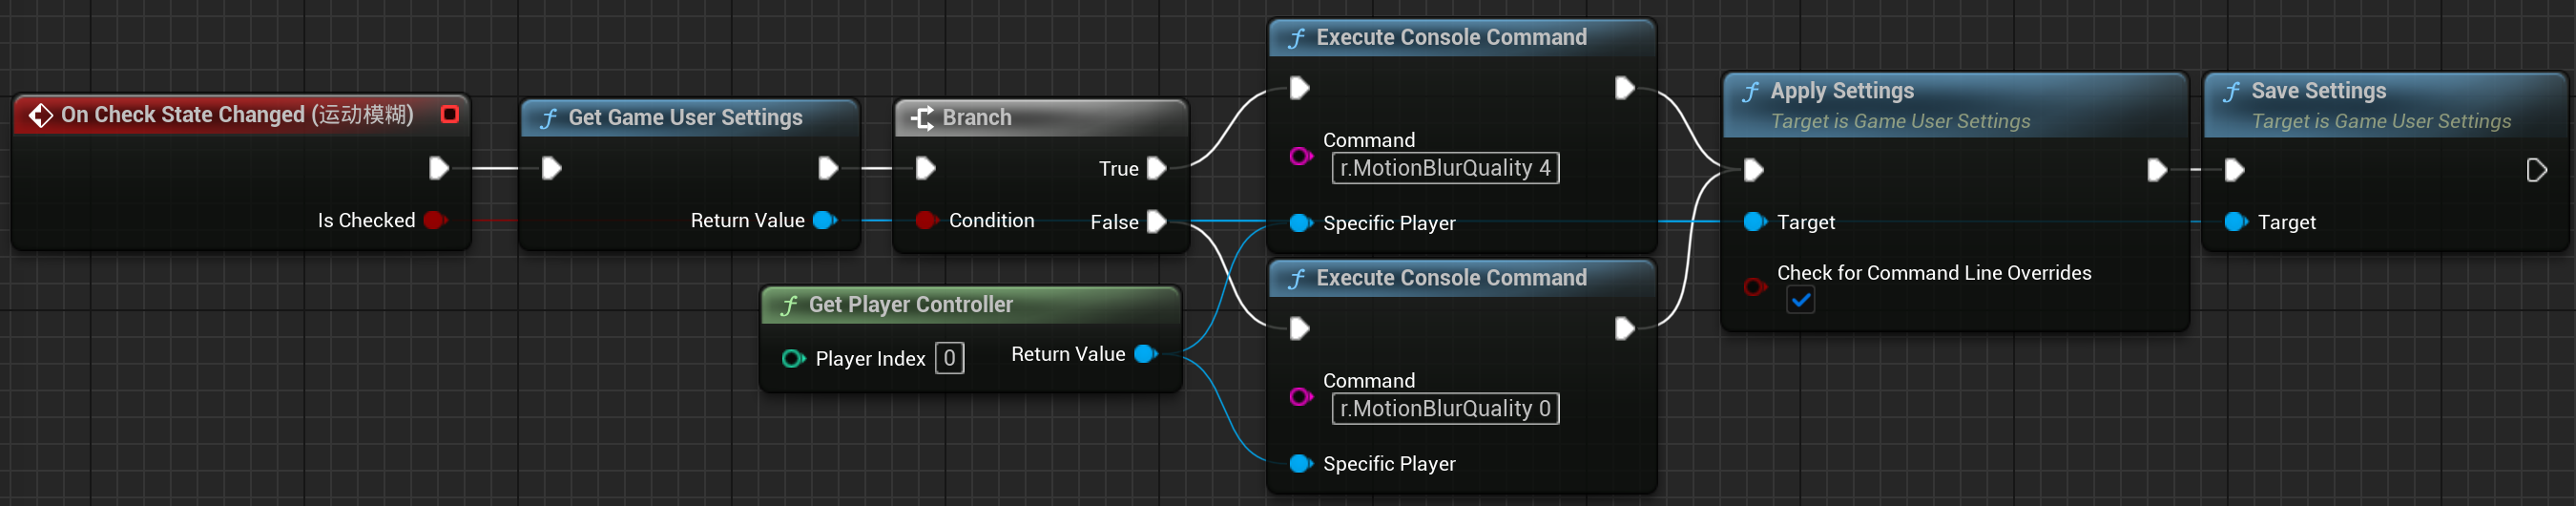 On Check State Changed (运动模糊)
Is Checked
Get Game User Settings
Return Value
Branch
True
Condition
False
Get Player Controller
Player Index 0
Return Value
Execute Console Command
Command
r.MotionBlurQuality 4
Specific Player
Execute Console Command
Command
r.MotionBlurQuality 0
Specific Player
Apply Settings
Target is Game User Settings
Target
Check for Command Line Overrides
Save Settings
Target is Game User Settings
Target